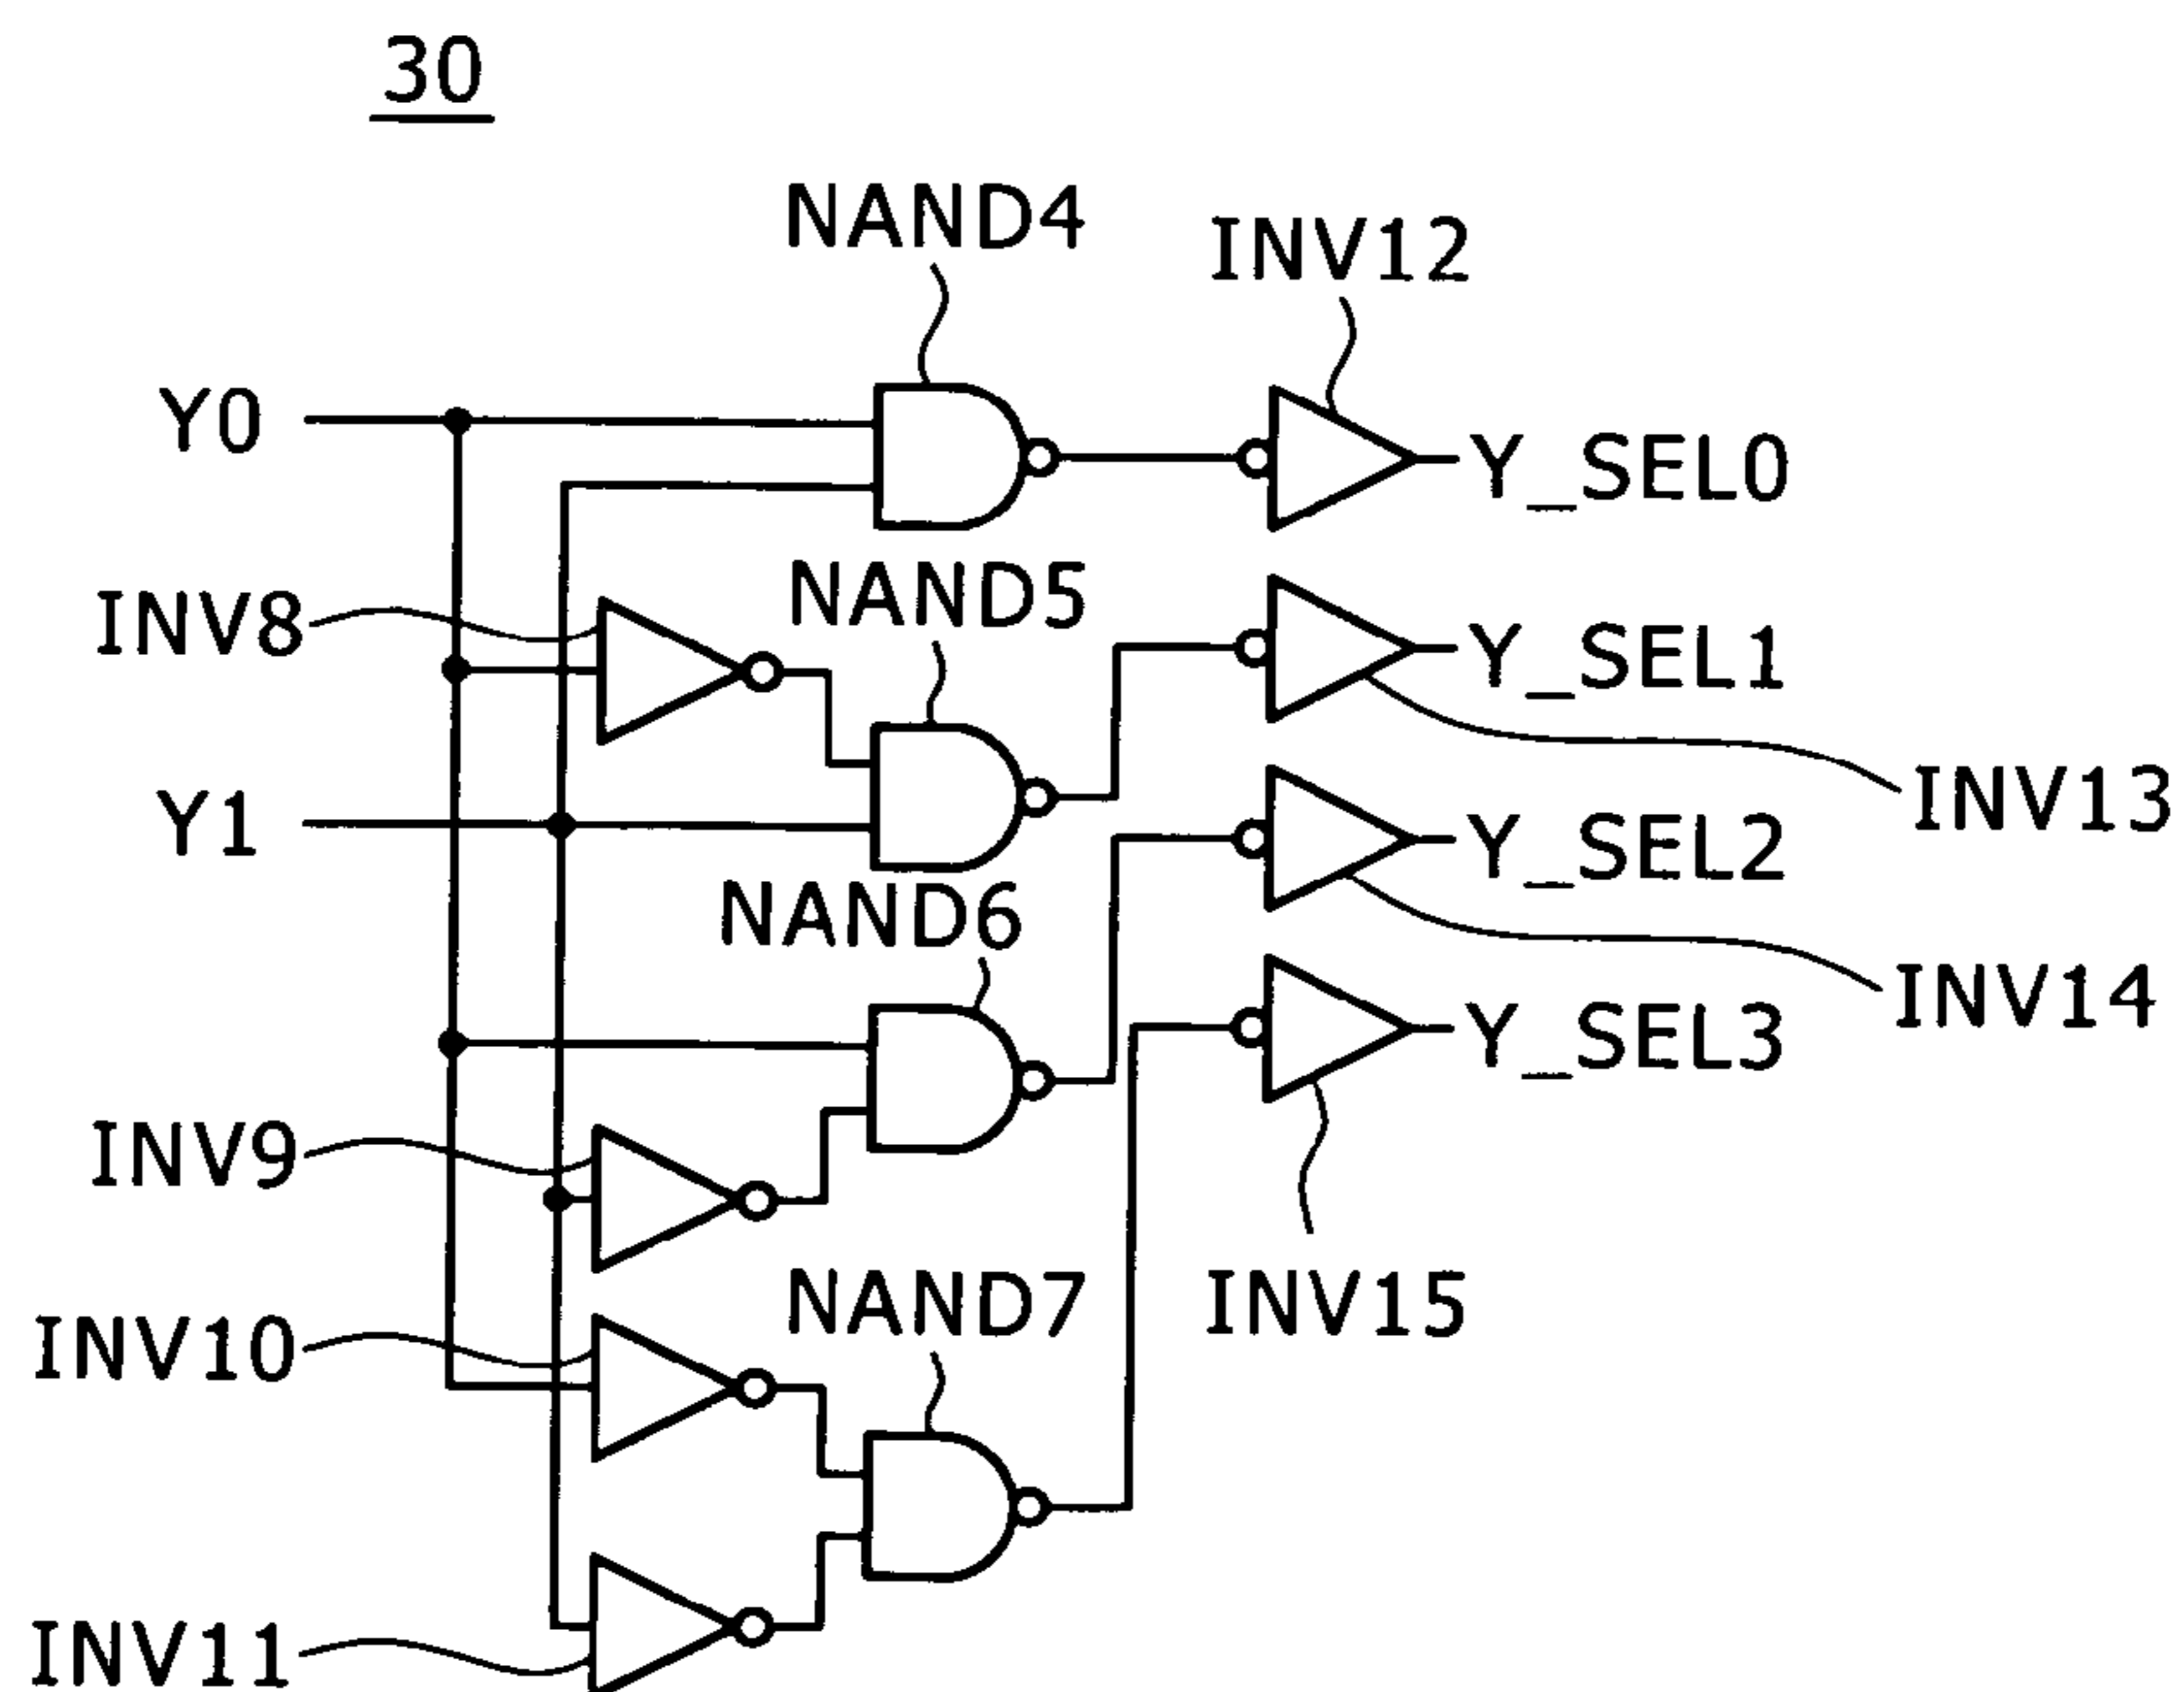 30
NAND4
INV12
Y0
Y_SEL0
INV8
NAND5
Y_SEL1
Y1
INV13
Y_SEL2
NAND6
INV14
Y_SEL3
INV9
NAND7
INV15
INV10
INV11